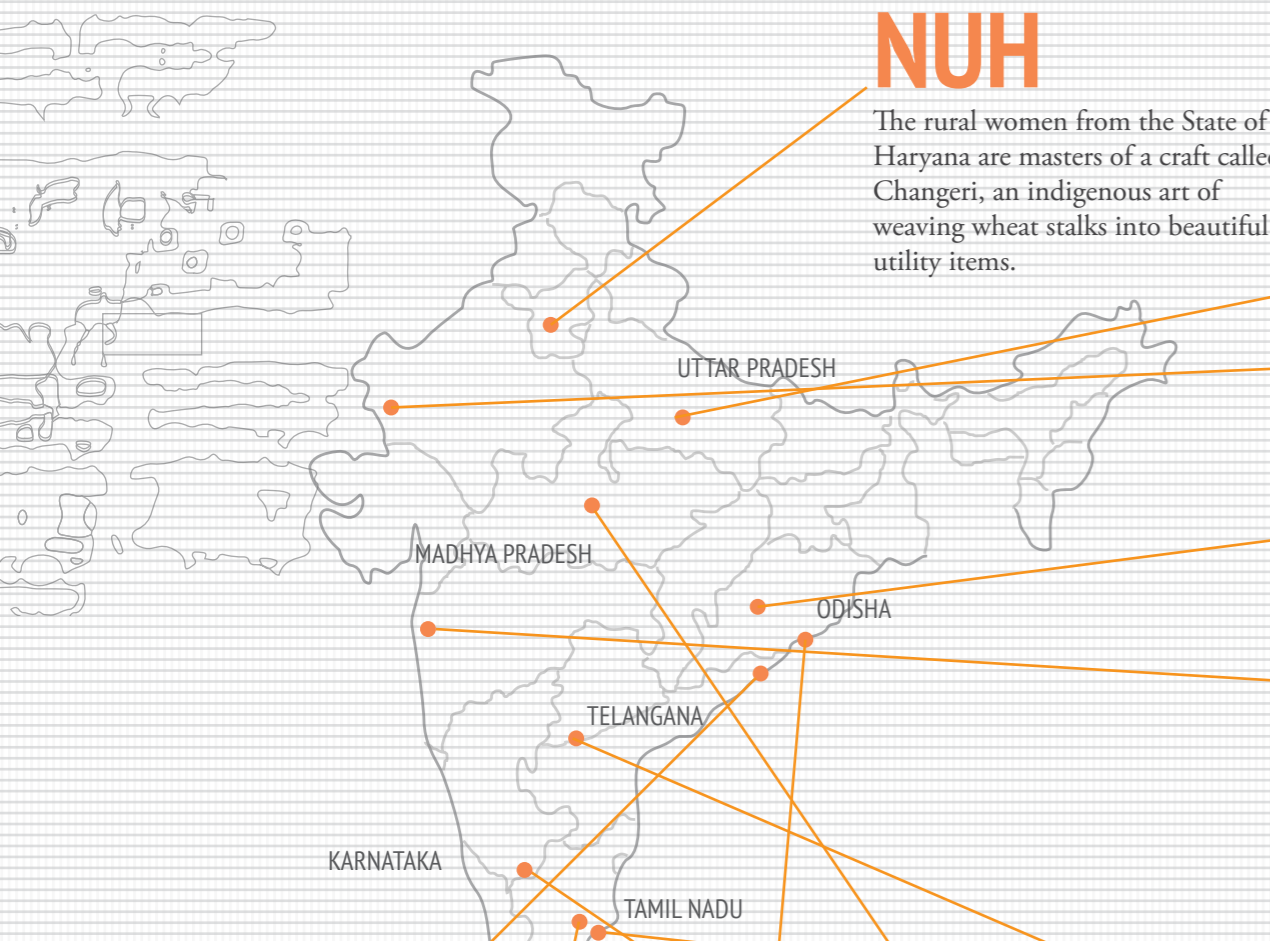 NUH
The rural women from the State of
Haryana are masters of a craft
Changeri, an indigenous art of
weaving wheat stalks into beautiful
utility items.
UTTAR PRADESH
MADHYA PRADESH
ODISHA
TELANGANA
KARNATAKA
TAMIL NADU